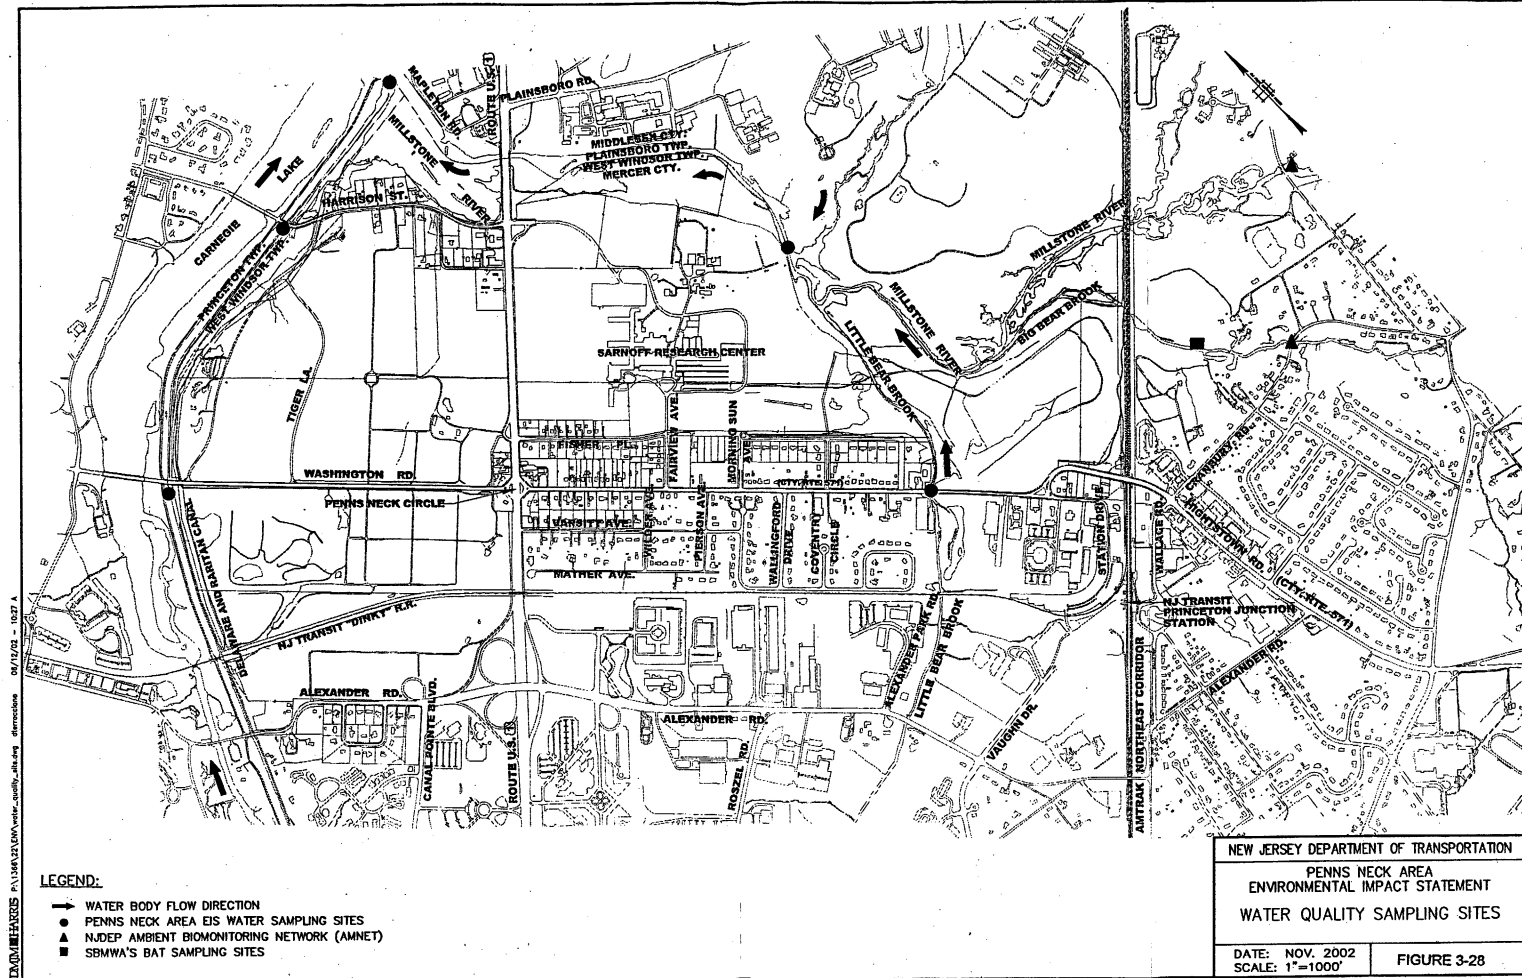 MAPLETON RD.
ROUTE U.S. 1
PLAINSBORO RD.
MILLSTONE
RIVER
MIDDLESEX CTY.
PLAINSBORO TWP.
WEST WINDSOR TWP.
MERCER CTY.
LAKE
CARNEGIE
HARRISON ST.
PRINCETON TWP.
WEST WINDSOR TWP.
MILLSTONE RIVER
MILLSTONE RIVER
BIG BEAR BROOK
LITTLE BEAR BROOK
SARNOFF RESEARCH CENTER
TIGER LA.
FAIRVIEW AVE.
MORNING SUN
AVE.
FISHER PL.
WASHINGTON RD.
(CTY. RTE. 571)
PENNS NECK CIRCLE
VARSITY AVE.
PIERSON AVE.
WALLINGFORD
DRIVE
COVENTRY
CIRCLE
MATHER AVE.
STATION DRIVE
WALLACE RD.
CRANBURY RD.
HIGHTSTOWN RD.
(CTY. RTE. 571)
DELAWARE AND RARITAN CANAL
NJ TRANSIT "DINKY" R.R.
NJ TRANSIT
PRINCETON JUNCTION
STATION
ALEXANDER RD.
ALEXANDER PARK RD.
LITTLE BEAR BROOK
ALEXANDER RD.
CANAL POINTE BLVD.
ROUTE U.S. 1
ALEXANDER RD.
ROSZEL RD.
VAUGHN DR.
AMTRAK NORTHEAST CORRIDOR
LEGEND:
WATER BODY FLOW DIRECTION
PENNS NECK AREA EIS WATER SAMPLING SITES
NJDEP AMBIENT BIOMONITORING NETWORK (AMNET)
SBMWA'S BAT SAMPLING SITES
NEW JERSEY DEPARTMENT OF TRANSPORTATION
PENNS NECK AREA
ENVIRONMENTAL IMPACT STATEMENT
WATER QUALITY SAMPLING SITES
DATE: NOV. 2002
SCALE: 1"=1000'
FIGURE 3-28